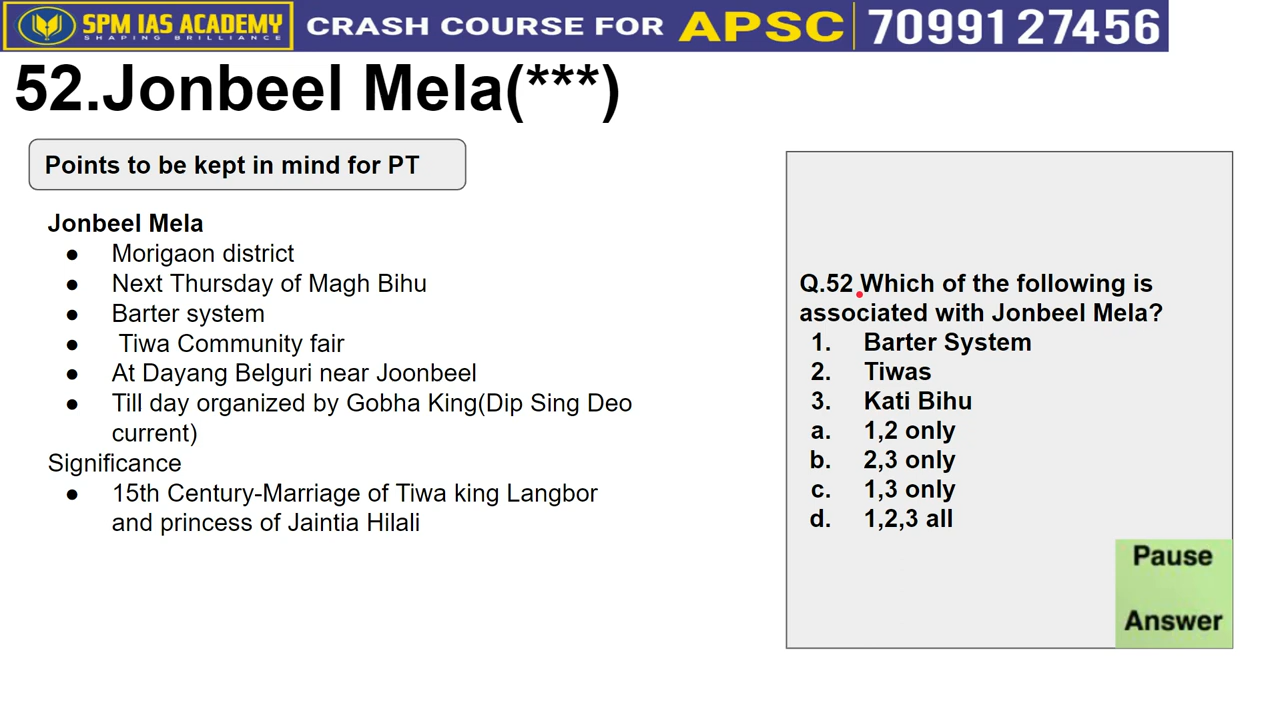 SPM IAS ACADEMY
SHAPING BRILLIANCE
CRASH COURSE FOR APSC 70991 27456
52.Jonbeel Mela(***)
Points to be kept in mind for PT
Jonbeel Mela
● Morigaon district
● Next Thursday of Magh Bihu
● Barter system
● Tiwa Community fair
● At Dayang Belguri near Joonbeel
● Till day organized by Gobha King(Dip Sing Deo
current)
Significance
● 15th Century-Marriage of Tiwa king Langbor
and princess of Jaintia Hilali
Q.52 Which of the following is
associated with Jonbeel Mela?
1. Barter System
2. Tiwas
3. Kati Bihu
a. 1,2 only
b. 2,3 only
c. 1,3 only
d. 1,2,3 all
Pause
Answer